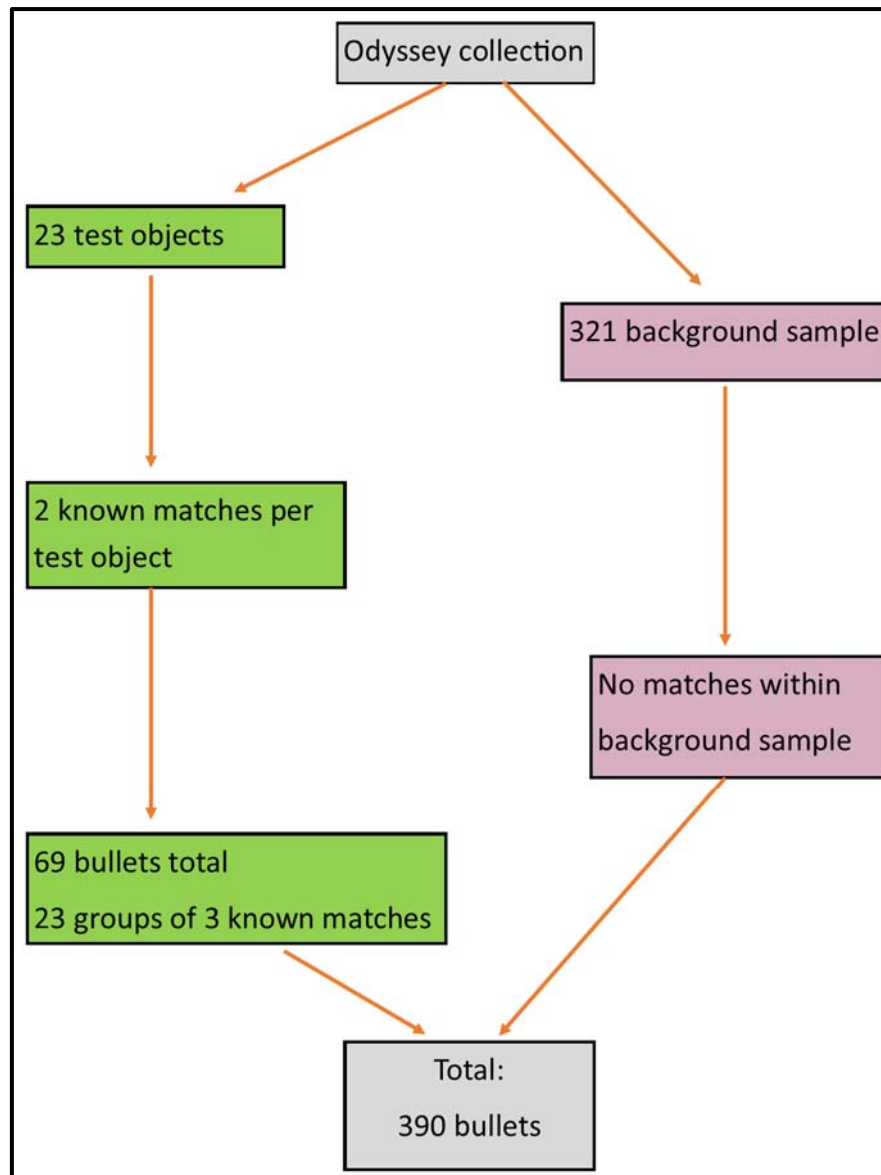 Odyssey collection
23 test objects
321 background sample
2 known matches per
test object
No matches within
background sample
69 bullets total
23 groups of 3 known matches
Total:
390 bullets